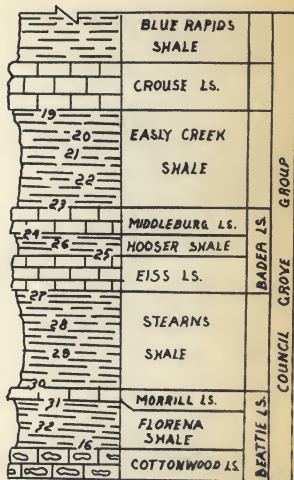 BLUE RAPIDS
SHALE
CROUSE LS.
19
20
EASLY CREEK
21
SHALE
22
23
MIDDLEBURG LS.
24
26
HOOSER SHALE
25
EISS LS.
27
STEARNS
28
29
SHALE
30
MORRILL LS.
31
FLORENA
32
SHALE
16
COTTONWOOD LS.
BADER LS.
BEATTIE LS.
COUNCIL GROVE GROUP